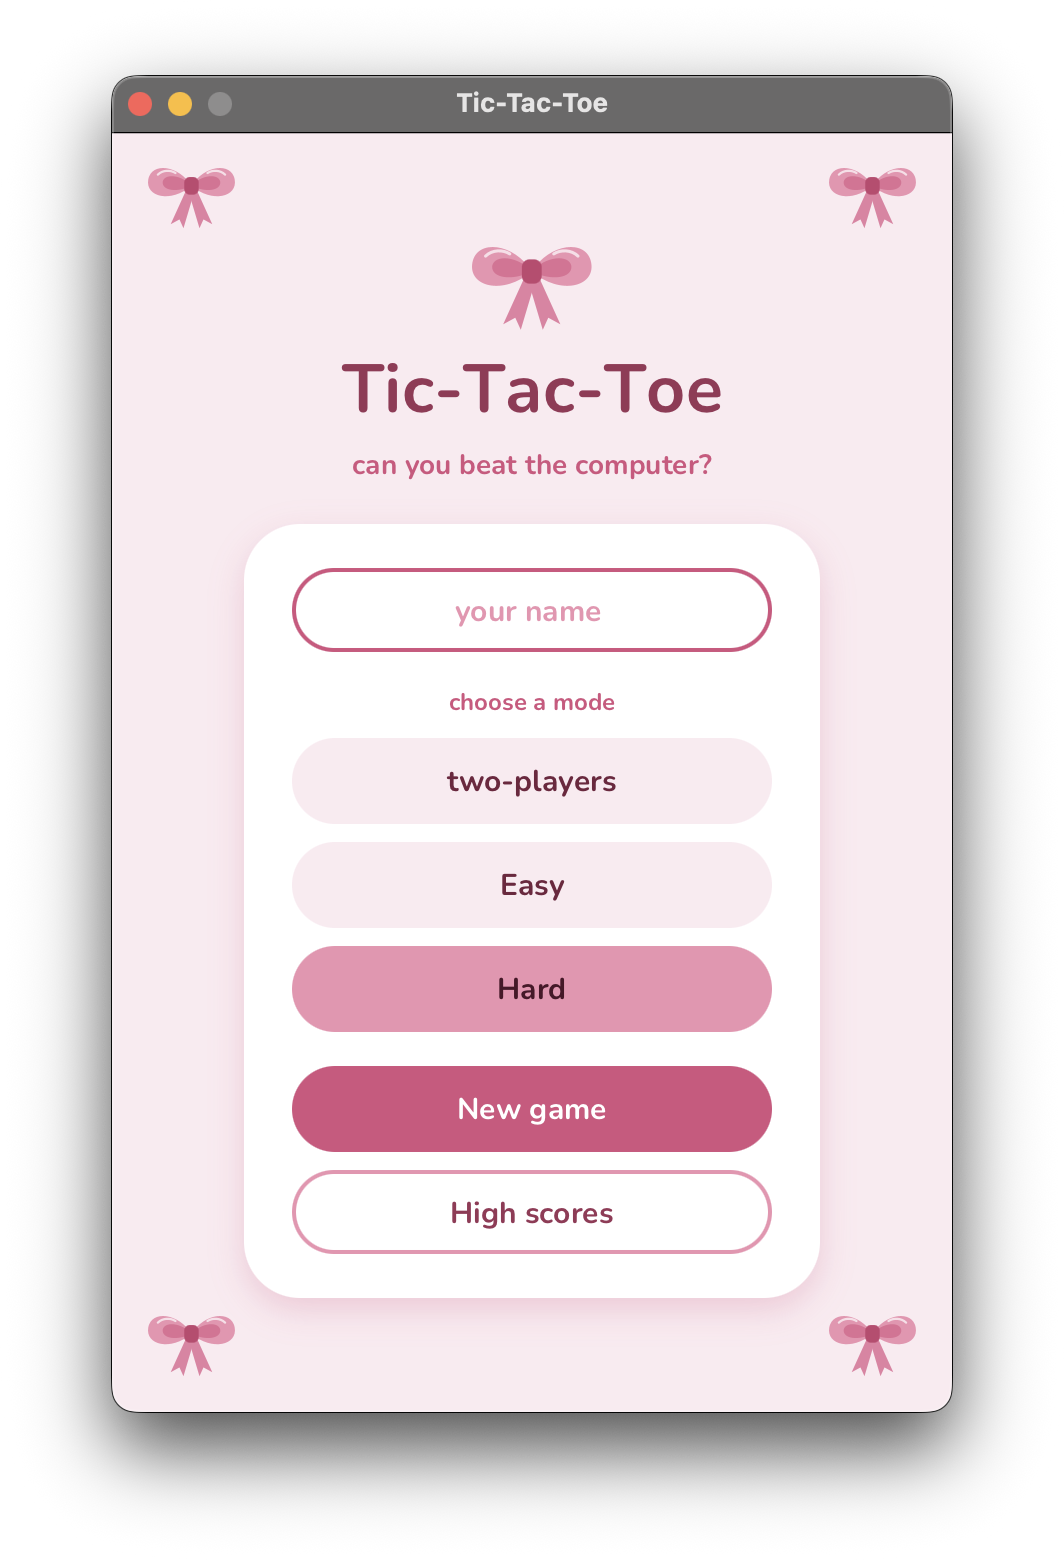 Tic-Tac-Toe
Tic-Tac-Toe
can you beat the computer?
your name
choose a mode
two-players
Easy
Hard
New game
High scores